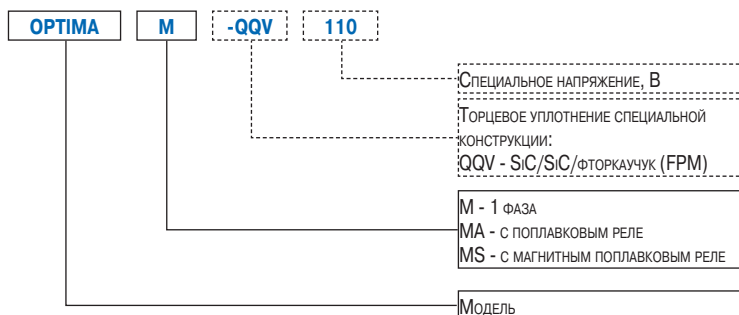 OPTIMA M -QQV 110
Специальное напряжение, В
Торцевое уплотнение специальной
конструкции:
QQV - SiC/SiC/фторкаучук (FPM)
M - 1 фаза
MA - с поплавковым реле
MS - с магнитным поплавковым реле
Модель